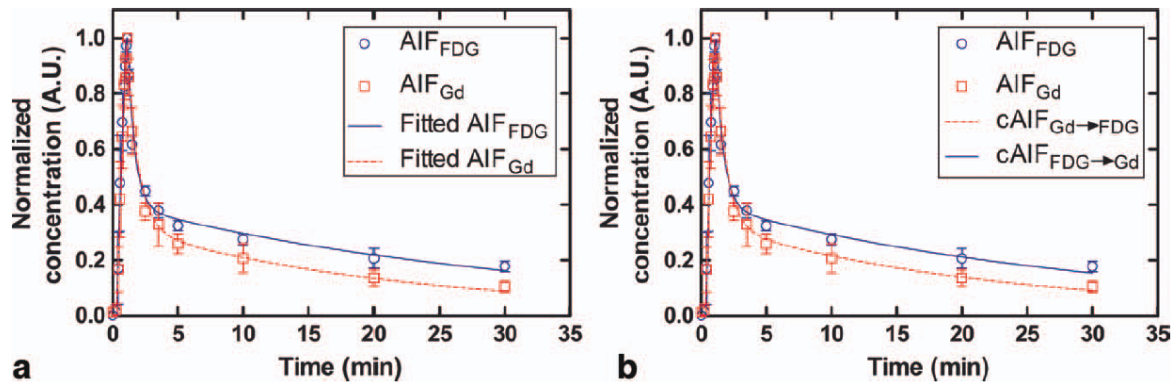 Normalized
concentration (A.U.)
1.0
0.8
0.6
0.4
0.2
0.0
0 5 10 15 20 25 30 35
Time (min)
AIF_FDG
AIF_Gd
Fitted AIF_FDG
Fitted AIF_Gd
a
Normalized
concentration (A.U.)
1.0
0.8
0.6
0.4
0.2
0.0
0 5 10 15 20 25 30 35
Time (min)
AIF_FDG
AIF_Gd
cAIF_Gd→FDG
cAIF_FDG→Gd
b